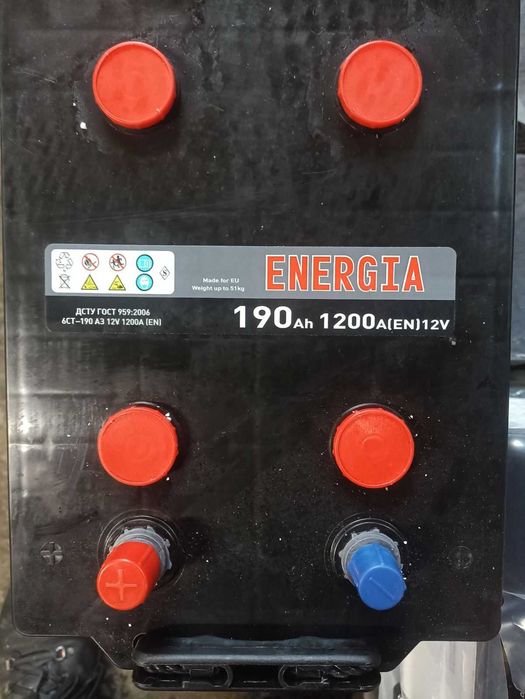 Made for EU
Weight up to 51kg
ENERGIA
190Ah 1200A(EN)12V
ДСТУ ГОСТ 959:2006
6СТ–190 АЗ 12V 1200A (EN)